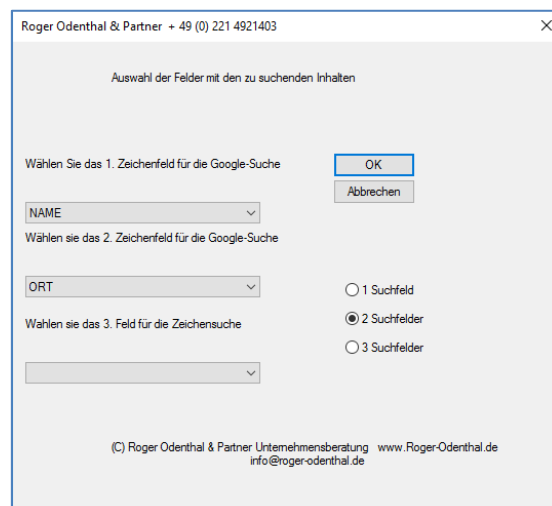 Roger Odenthal & Partner + 49 (0) 221 4921403
Auswahl der Felder mit den zu suchenden Inhalten
Wählen Sie das 1. Zeichenfeld für die Google-Suche
OK
Abbrechen
NAME
Wählen sie das 2. Zeichenfeld für die Google-Suche
ORT
1 Suchfeld
2 Suchfelder
Wahlen sie das 3. Feld für die Zeichensuche
3 Suchfelder
(C) Roger Odenthal & Partner Unternehmensberatung www.Roger-Odenthal.de
info@roger-odenthal.de